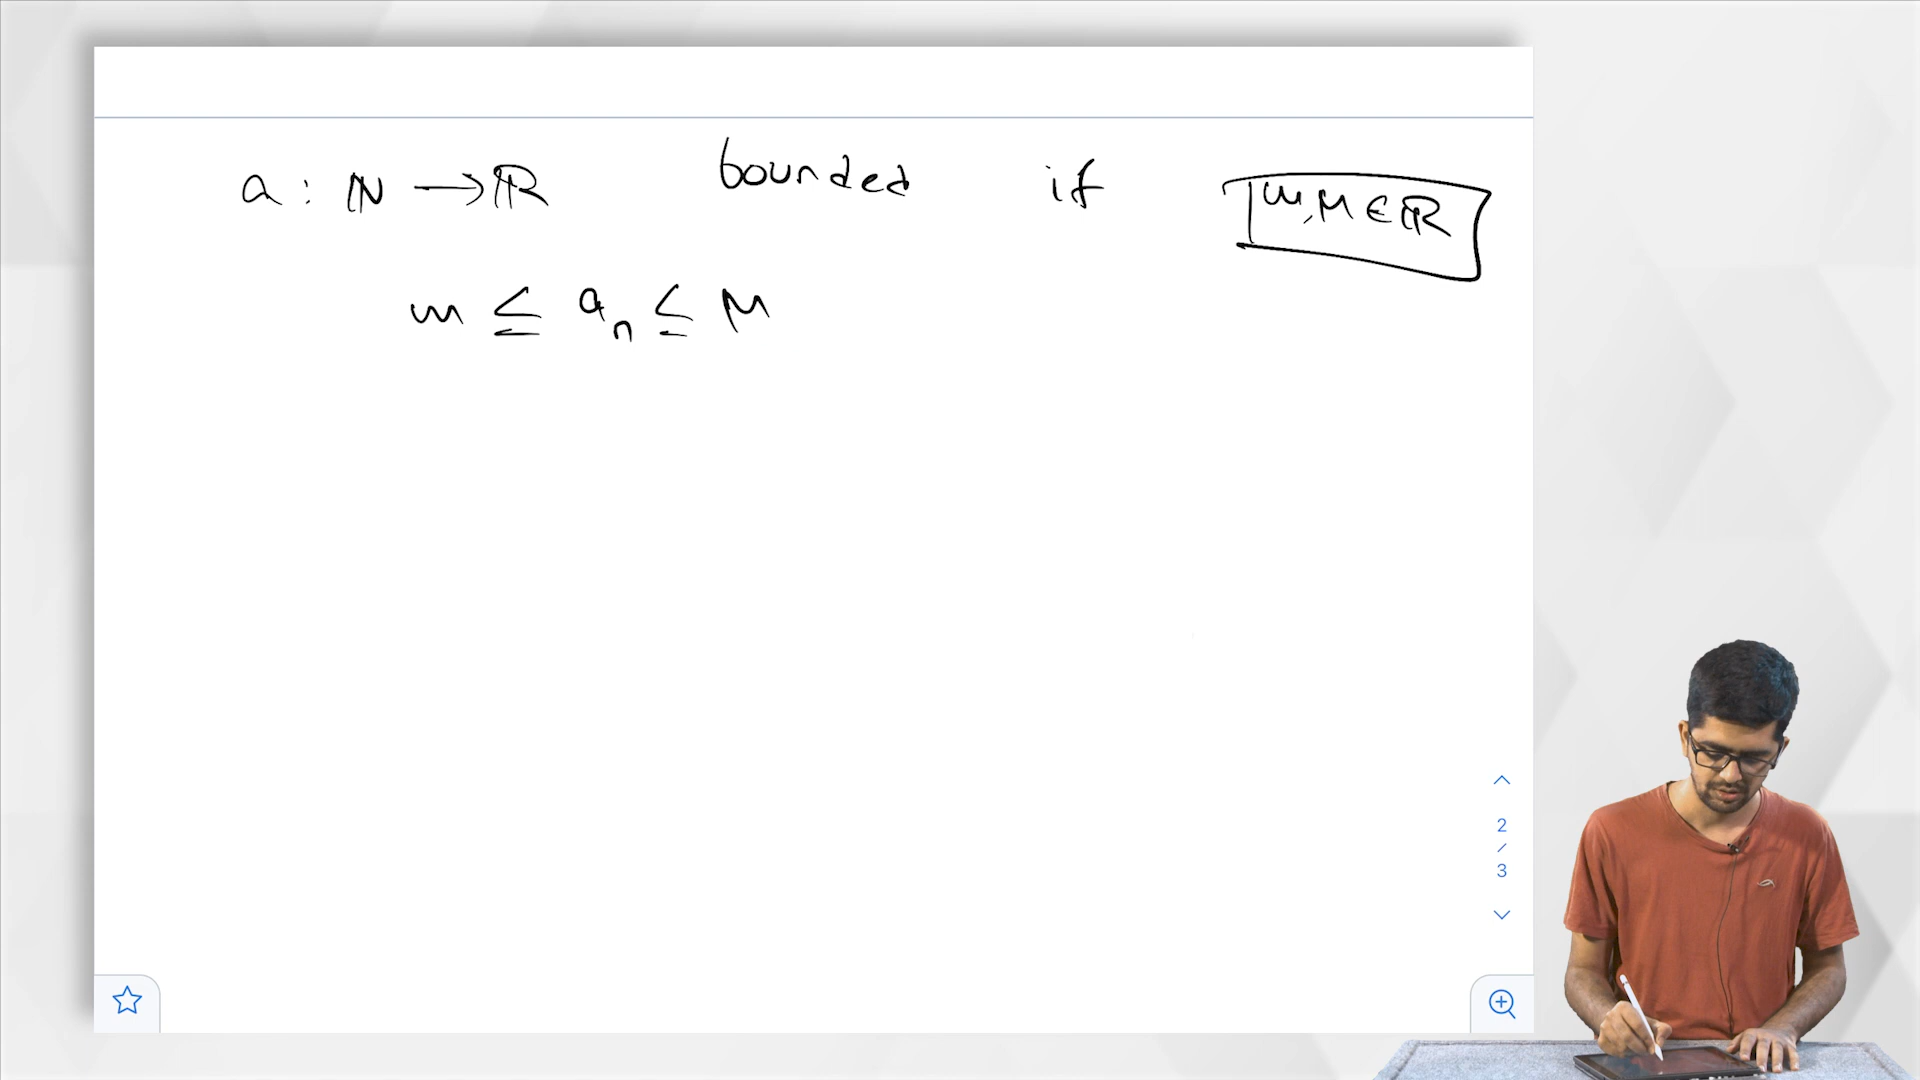 a : ℕ → ℝ bounded if m, M ∈ ℝ
m ≤ aₙ ≤ M
2
/
3